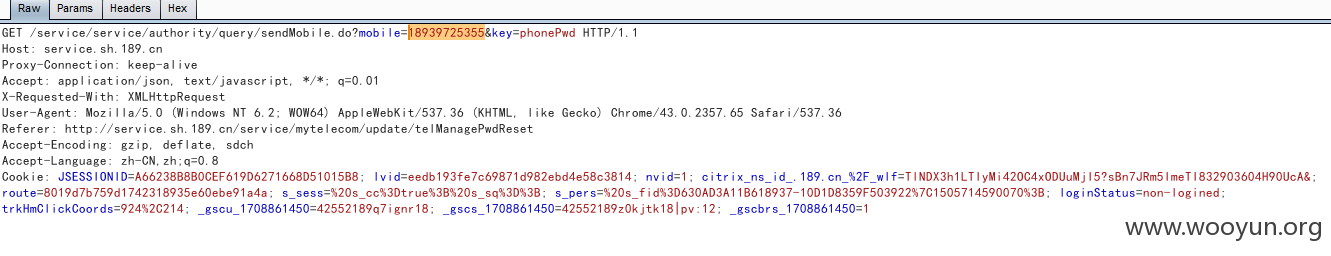 Raw Params Headers Hex
GET /service/service/authority/query/sendMobile.do?mobile=18939725355&key=phonePwd HTTP/1.1
Host: service.sh.189.cn
Proxy-Connection: keep-alive
Accept: application/json, text/javascript, */*; q=0.01
X-Requested-With: XMLHttpRequest
User-Agent: Mozilla/5.0 (Windows NT 6.2; WOW64) AppleWebKit/537.36 (KHTML, like Gecko) Chrome/43.0.2357.65 Safari/537.36
Referer: http://service.sh.189.cn/service/mytelecom/update/telManagePwdReset
Accept-Encoding: gzip, deflate, sdch
Accept-Language: zh-CN,zh;q=0.8
Cookie: JSESSIONID=A66238B8B0CEF619D6271668D51015B8; lvid=eedb193fe7c69871d982ebd4e58c3814; nvid=1; citrix_ns_id_.189.cn_%2F_wlf=TlNDX3h1LTlyMi42OC4xODUuMjl5?sBn7JRm5lmeTl832903604H9OUcA&;
route=8019d7b759d1742318935e60ebe91a4a; s_sess=%20s_cc%3Dtrue%3B%20s_sq%3D%3B; s_pers=%20s_fid%3D630AD3A11B618937-10D1D8359F503922%7C1505714590070%3B; loginStatus=non-logined;
trkHmClickCoords=924%2C214; _gscu_1708861450=42552189q7ignr18; _gscs_1708861450=42552189z0kjtk18|pv:12; _gscbrs_1708861450=1
www.wooyun.org